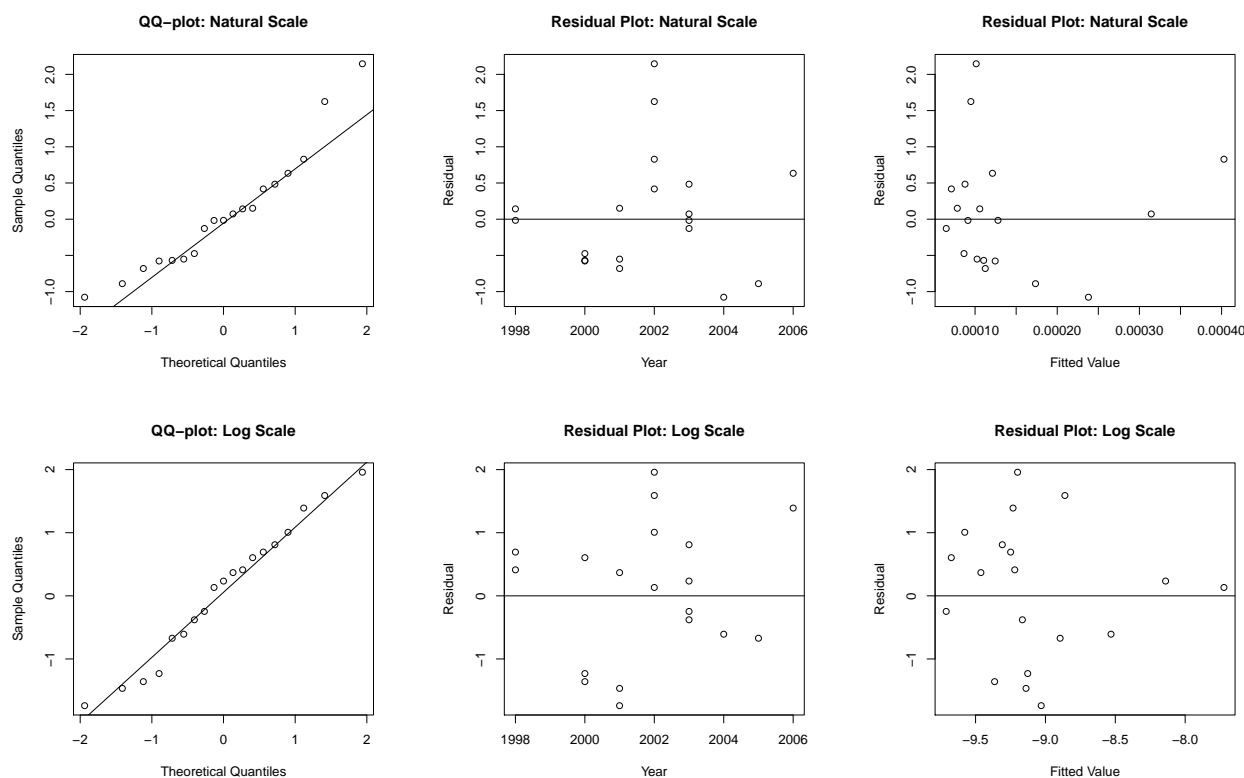 QQ−plot: Natural Scale
Sample Quantiles
−1.0 0.0 0.5 1.0 1.5 2.0
−2 −1 0 1 2
Theoretical Quantiles
Residual Plot: Natural Scale
Residual
−1.0 0.0 0.5 1.0 1.5 2.0
1998 2000 2002 2004 2006
Year
Residual Plot: Natural Scale
Residual
−1.0 0.0 0.5 1.0 1.5 2.0
0.00010 0.00020 0.00030 0.00040
Fitted Value
QQ−plot: Log Scale
Sample Quantiles
−1 0 1 2
−2 −1 0 1 2
Theoretical Quantiles
Residual Plot: Log Scale
Residual
−1 0 1 2
1998 2000 2002 2004 2006
Year
Residual Plot: Log Scale
Residual
−1 0 1 2
−9.5 −9.0 −8.5 −8.0
Fitted Value